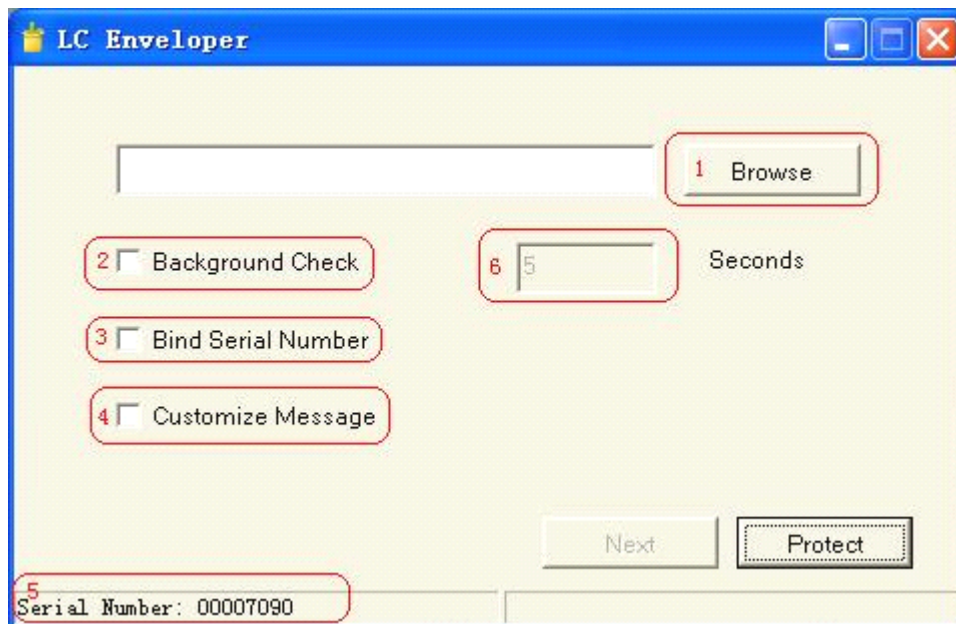 LC Enveloper
1 Browse
2 Background Check 6 5 Seconds
3 Bind Serial Number
4 Customize Message
Next Protect
5
Serial Number: 00007090